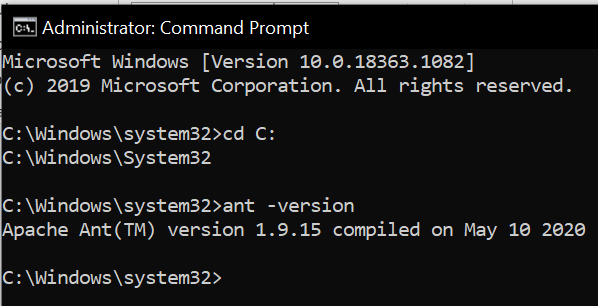 Administrator: Command Prompt
Microsoft Windows [Version 10.0.18363.1082]
(c) 2019 Microsoft Corporation. All rights reserved.
C:\Windows\system32>cd C:
C:\Windows\System32
C:\Windows\system32>ant -version
Apache Ant(TM) version 1.9.15 compiled on May 10 2020
C:\Windows\system32>